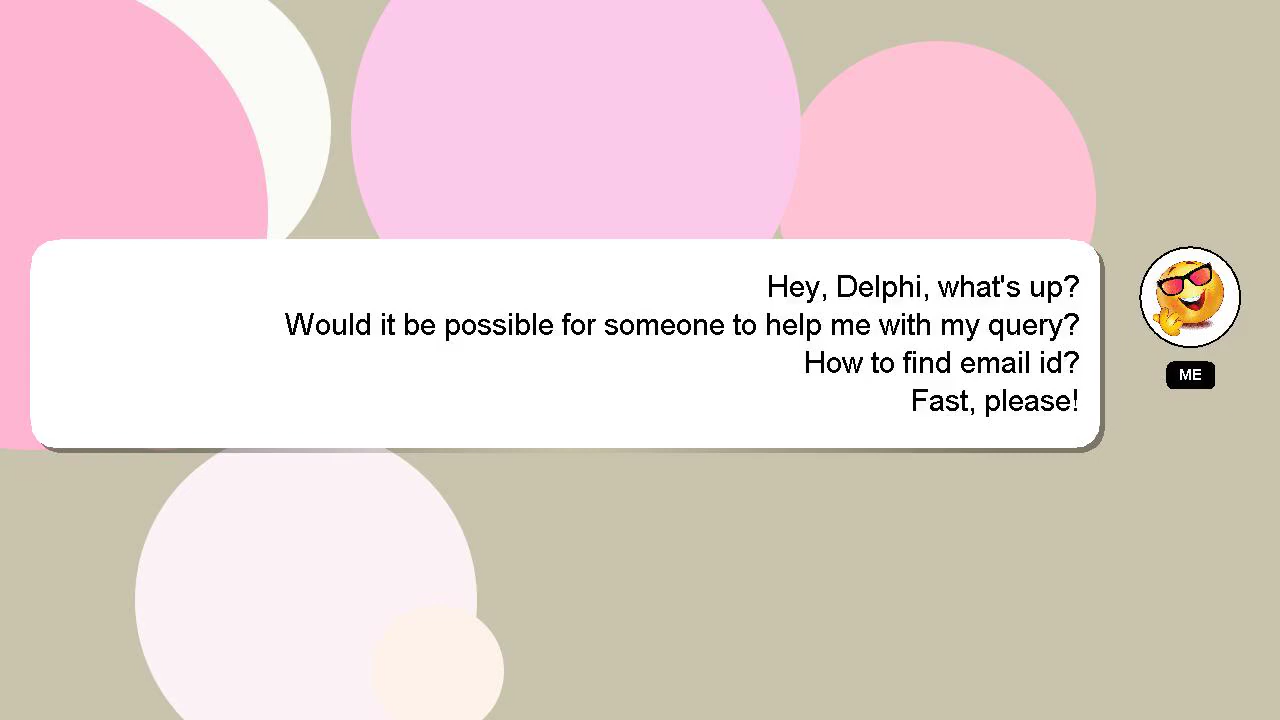 Hey, Delphi, what's up?
Would it be possible for someone to help me with my query?
How to find email id?
Fast, please!
ME